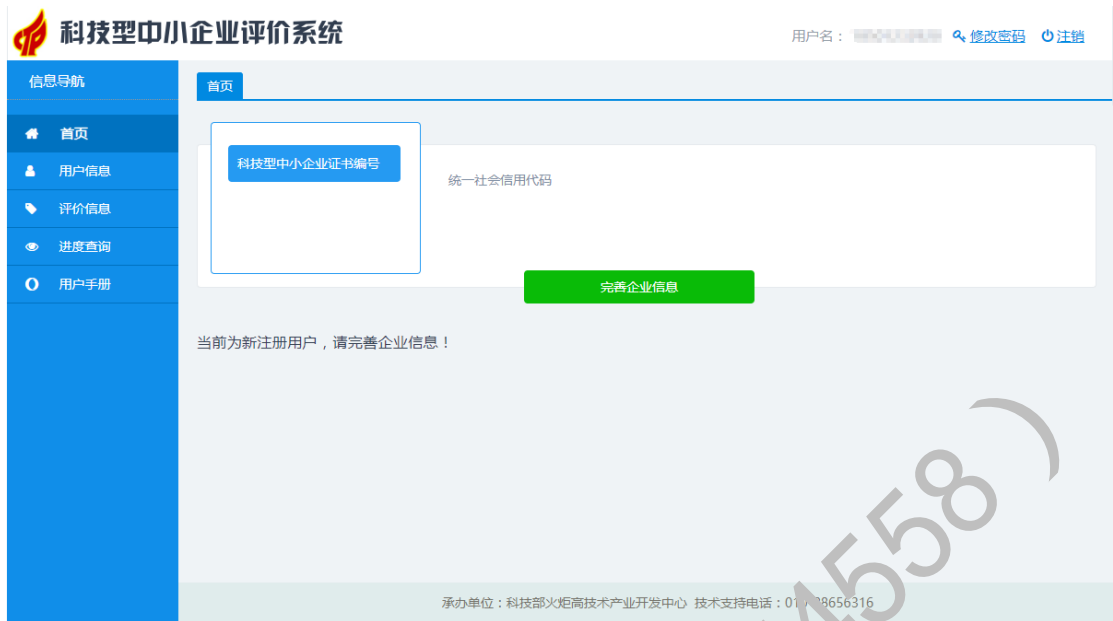 科技型中小企业评价系统
用户名： 修改密码 注销
信息导航
首页
用户信息
评价信息
进度查询
用户手册
首页
科技型中小企业证书编号
统一社会信用代码
完善企业信息
当前为新注册用户，请完善企业信息！
承办单位：科技部火炬高技术产业开发中心 技术支持电话：01 8656316
4558）